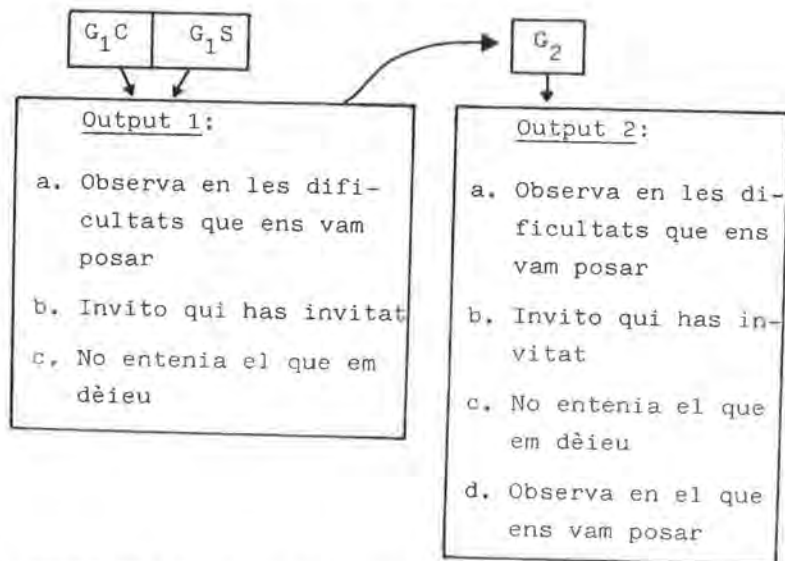 G₁C G₁S
G₂
Output 1:
a. Observa en les difi-
cultats que ens vam
posar
b. Invito qui has invitat
c. No entenia el que em
dèieu
Output 2:
a. Observa en les di-
ficultats que ens
vam posar
b. Invito qui has in-
vitat
c. No entenia el que
em dèieu
d. Observa en el que
ens vam posar